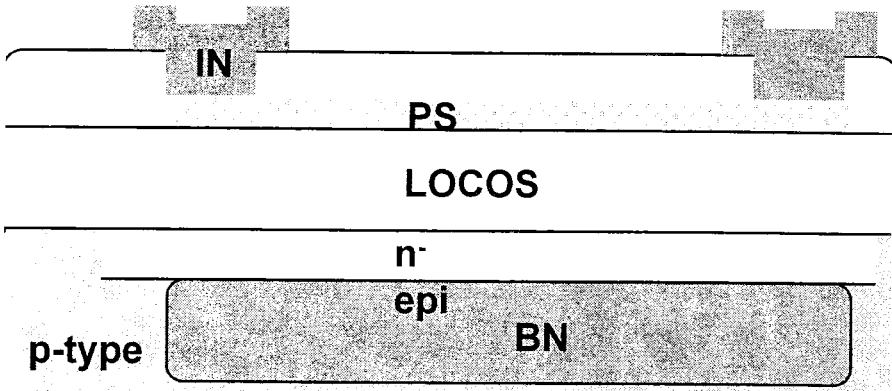 IN
PS
LOCOS
n-
epi
BN
p-type